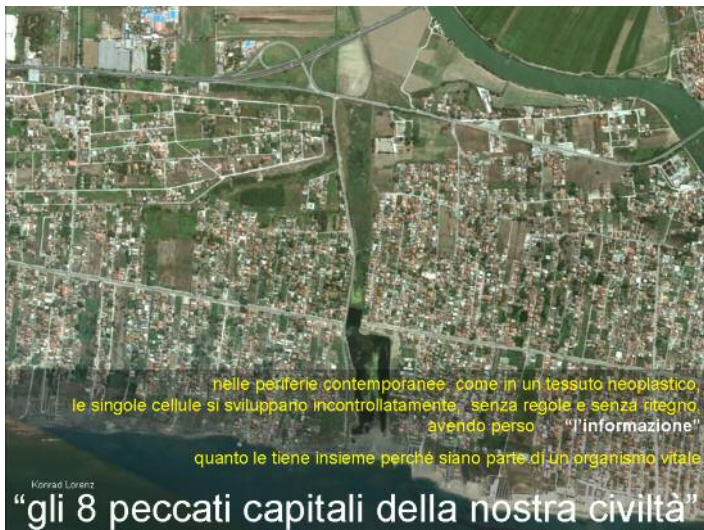 nelle periferie contemporanee, come in un tessuto neoplastico,
le singole cellule si sviluppano incontrollatamente, senza regole e senza ritegno,
avendo perso "l'informazione"
quanto le tiene insieme perché siano parte di un organismo vitale
Konrad Lorenz
"gli 8 peccati capitali della nostra civiltà"